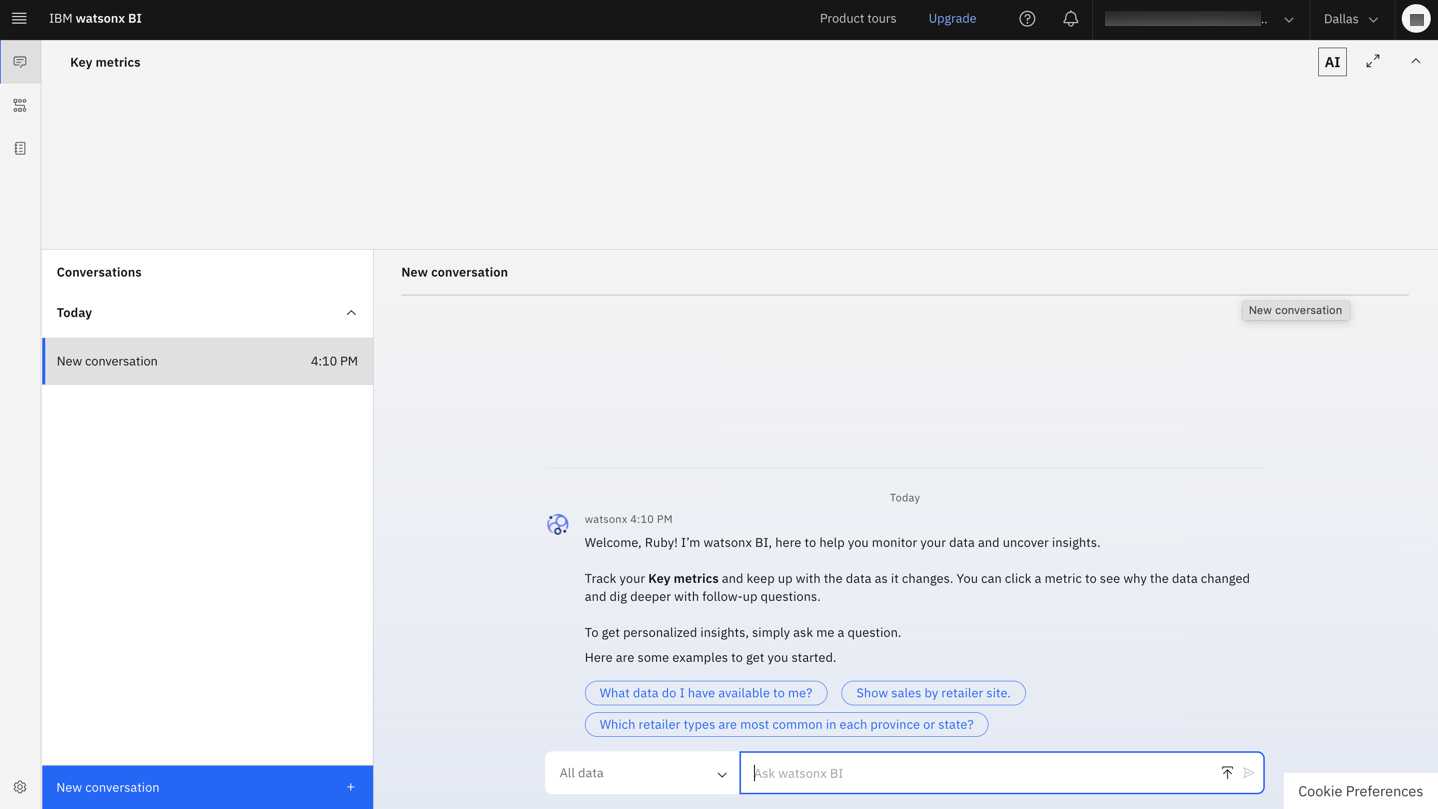 IBM watsonx BI
Product tours
Upgrade
..
Dallas
Key metrics
AI
Conversations
Today
New conversation 4:10 PM
New conversation
New conversation
Today
watsonx 4:10 PM
Welcome, Ruby! I’m watsonx BI, here to help you monitor your data and uncover insights.
Track your Key metrics and keep up with the data as it changes. You can click a metric to see why the data changed
and dig deeper with follow-up questions.
To get personalized insights, simply ask me a question.
Here are some examples to get you started.
What data do I have available to me?
Show sales by retailer site.
Which retailer types are most common in each province or state?
All data
Ask watsonx BI
New conversation +
Cookie Preferences